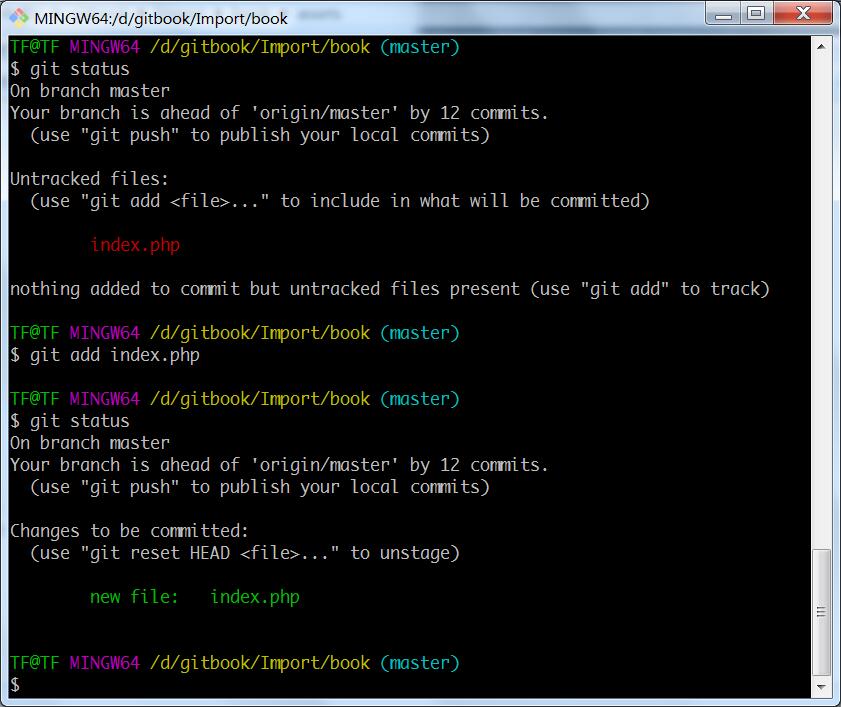 MINGW64:/d/gitbook/Import/book
TF@TF MINGW64 /d/gitbook/Import/book (master)
$ git status
On branch master
Your branch is ahead of 'origin/master' by 12 commits.
  (use "git push" to publish your local commits)
Untracked files:
  (use "git add <file>..." to include in what will be committed)
        index.php
nothing added to commit but untracked files present (use "git add" to track)
TF@TF MINGW64 /d/gitbook/Import/book (master)
$ git add index.php
TF@TF MINGW64 /d/gitbook/Import/book (master)
$ git status
On branch master
Your branch is ahead of 'origin/master' by 12 commits.
  (use "git push" to publish your local commits)
Changes to be committed:
  (use "git reset HEAD <file>..." to unstage)
        new file:   index.php
TF@TF MINGW64 /d/gitbook/Import/book (master)
$